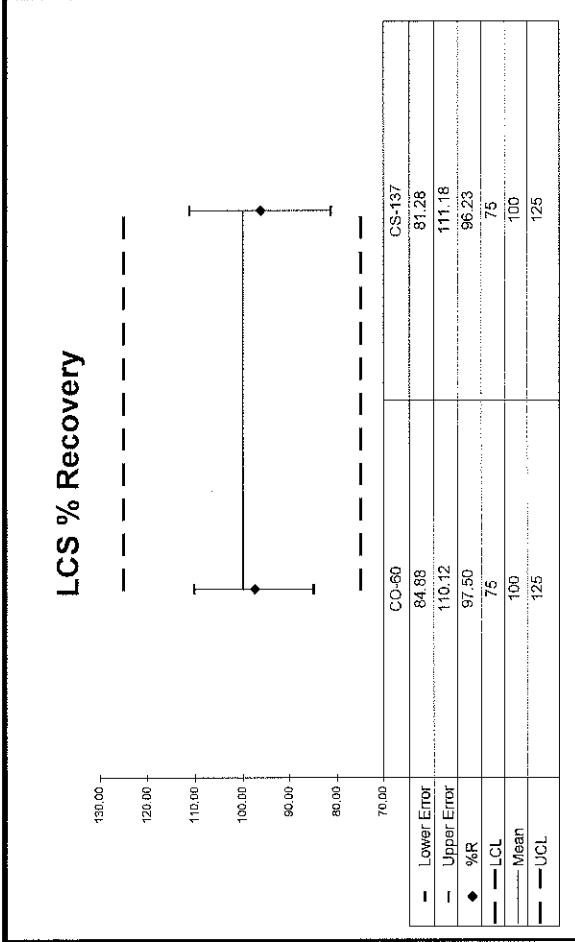 LCS % Recovery
130.00
120.00
110.00
100.00
90.00
80.00
70.00
CO-60 CS-137
Lower Error 84.88 81.28
Upper Error 110.12 111.18
%R 97.50 96.23
LCL 75 75
Mean 100 100
UCL 125 125